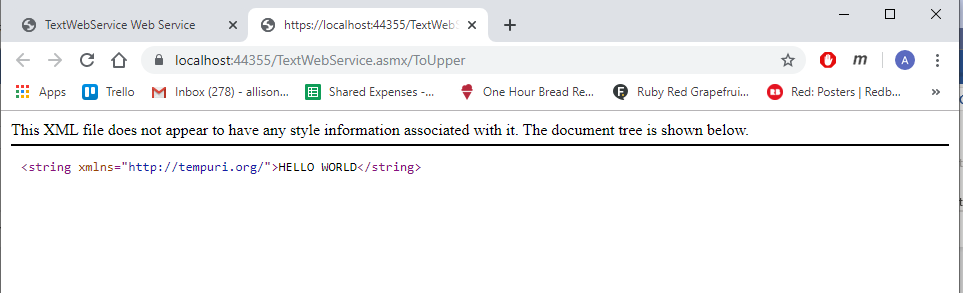 TextWebService Web Service
https://localhost:44355/TextWebS
localhost:44355/TextWebService.asmx/ToUpper
m
A
Apps
Trello
Inbox (278) - allison...
Shared Expenses -...
One Hour Bread Re...
Ruby Red Grapefrui...
Red: Posters | Redb...
»
This XML file does not appear to have any style information associated with it. The document tree is shown below.
<string xmlns="http://tempuri.org/">HELLO WORLD</string>